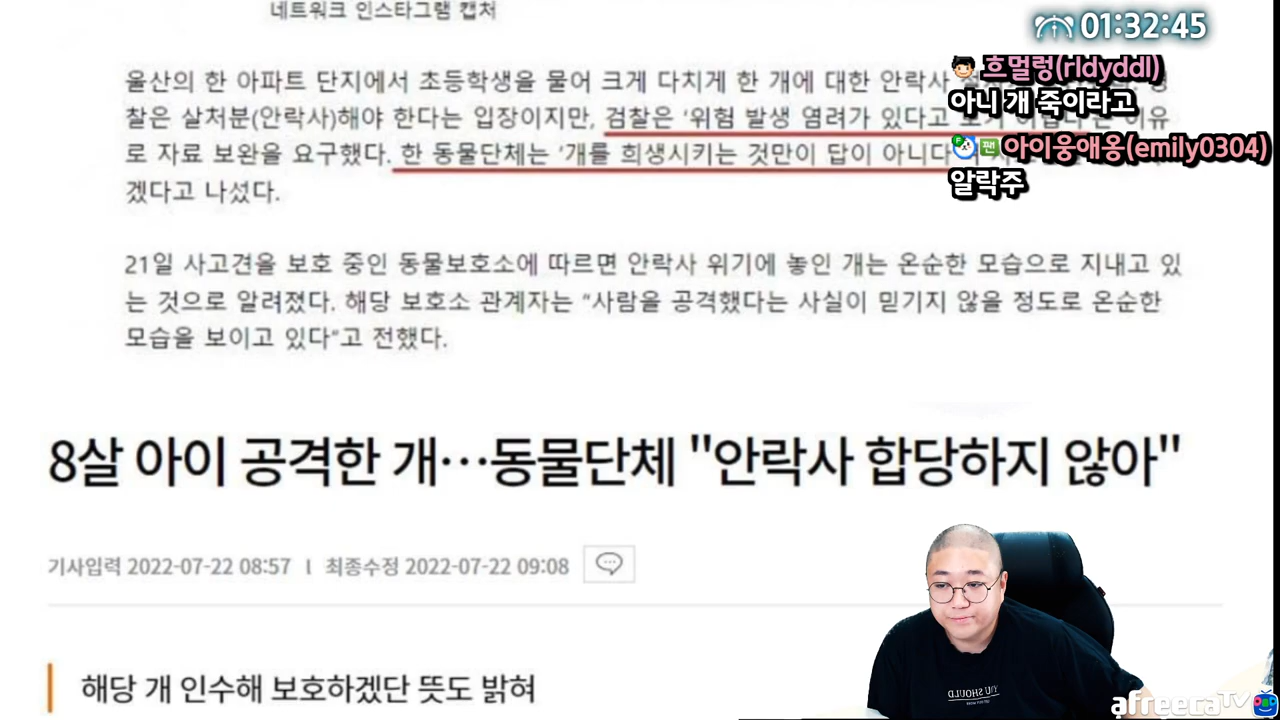 네트워크 인스타그램 캡처
01:32:45
흐멀렁(rldyddl)
아니 개 죽이라고
팬 아이웅애옹(emily0304)
알락주
울산의 한 아파트 단지에서 초등학생을 물어 크게 다치게 한 개에 대한 안락사
찰은 살처분(안락사)해야 한다는 입장이지만, 검찰은 '위험 발생 염려가 있다고 이유
로 자료 보완을 요구했다. 한 동물단체는 '개를 희생시키는 것만이 답이 아니다
겠다고 나섰다.
21일 사고견을 보호 중인 동물보호소에 따르면 안락사 위기에 놓인 개는 온순한 모습으로 지내고 있
는 것으로 알려졌다. 해당 보호소 관계자는 “사람을 공격했다는 사실이 믿기지 않을 정도로 온순한
모습을 보이고 있다”고 전했다.
8살 아이 공격한 개…동물단체 "안락사 합당하지 않아"
기사입력 2022-07-22 08:57 l 최종수정 2022-07-22 09:08
해당 개 인수해 보호하겠단 뜻도 밝혀
YOU SHOULD
afreecaTV